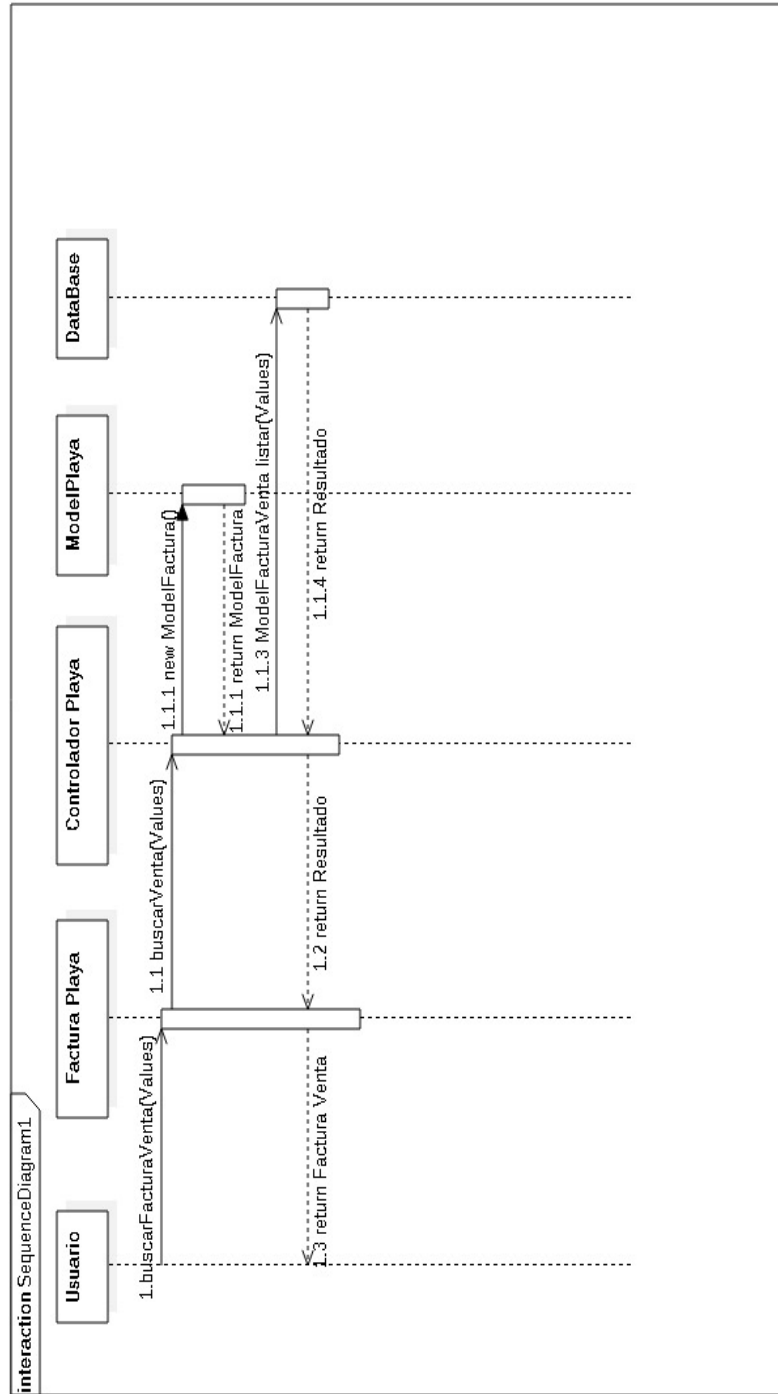 interaction SequenceDiagram1
Usuario
Factura Playa
Controlador Playa
ModelPlaya
DataBase
1.buscarFacturaVenta(Values)
1.1 buscarVenta(Values)
1.1.1 new ModelFactura()
1.1.1 return ModelFactura
1.1.3 ModelFacturaVenta listar(Values)
1.1.4 return Resultado
1.2 return Resultado
1.3 return Factura Venta